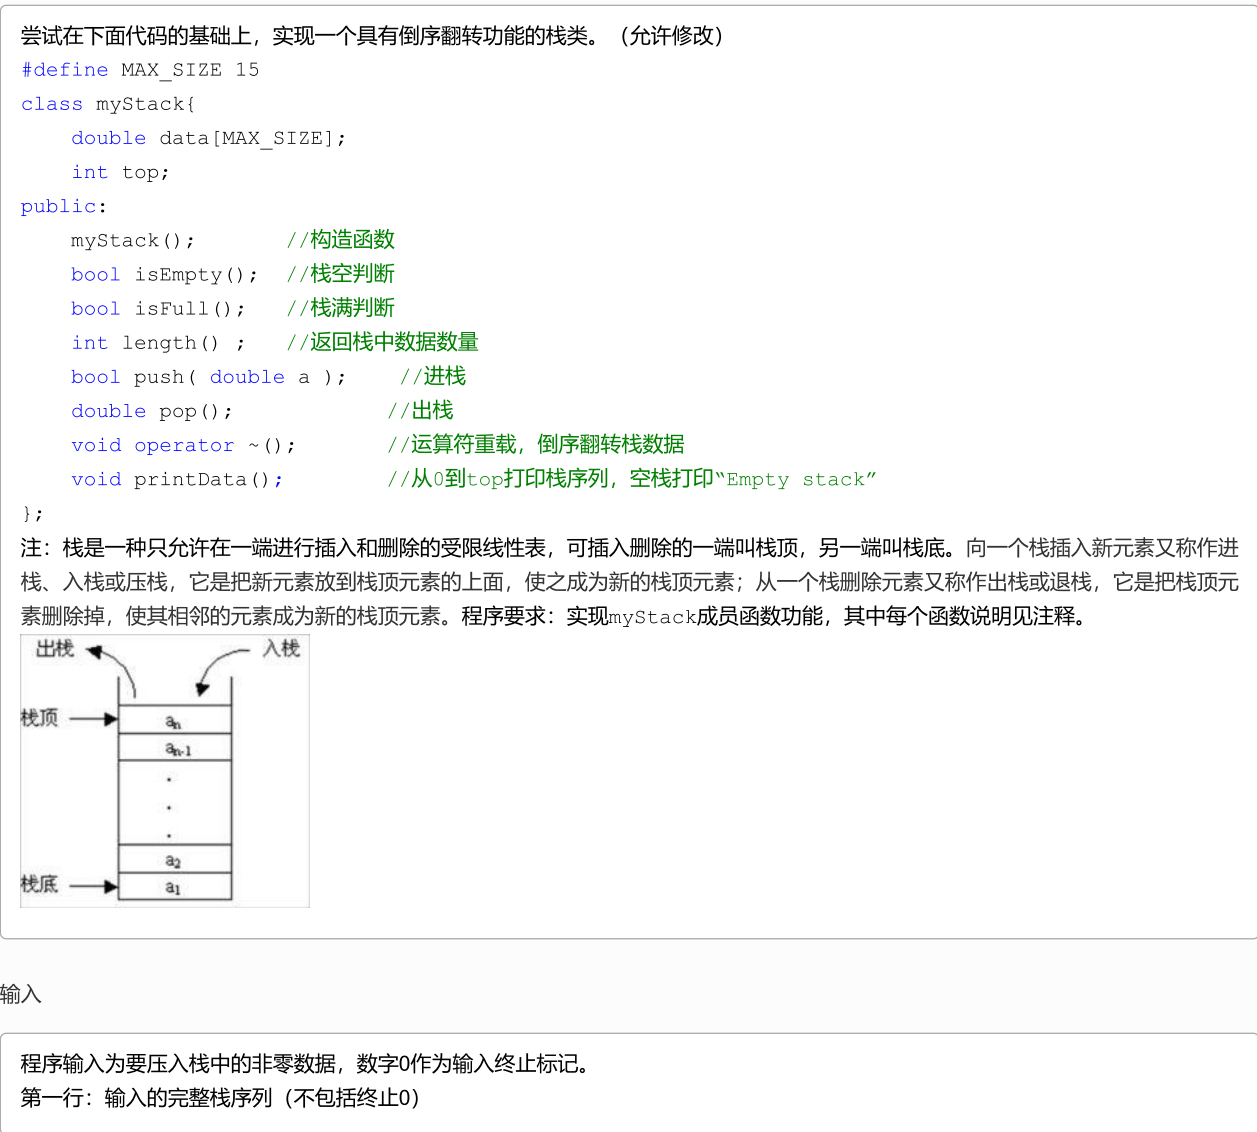 尝试在下面代码的基础上，实现一个具有倒序翻转功能的栈类。（允许修改）
#define MAX_SIZE 15
class myStack{
    double data[MAX_SIZE];
    int top;
public:
    myStack();       //构造函数
    bool isEmpty();  //栈空判断
    bool isFull();   //栈满判断
    int length() ;   //返回栈中数据数量
    bool push( double a );    //进栈
    double pop();            //出栈
    void operator ~();       //运算符重载，倒序翻转栈数据
    void printData();        //从0到top打印栈序列，空栈打印“Empty stack”
};
注：栈是一种只允许在一端进行插入和删除的受限线性表，可插入删除的一端叫栈顶，另一端叫栈底。向一个栈插入新元素又称作进
栈、入栈或压栈，它是把新元素放到栈顶元素的上面，使之成为新的栈顶元素；从一个栈删除元素又称作出栈或退栈，它是把栈顶元
素删除掉，使其相邻的元素成为新的栈顶元素。程序要求：实现myStack成员函数功能，其中每个函数说明见注释。
出栈 入栈
栈顶 an
an-1
.
.
.
a2
栈底 a1
输入
程序输入为要压入栈中的非零数据，数字0作为输入终止标记。
第一行：输入的完整栈序列（不包括终止0）